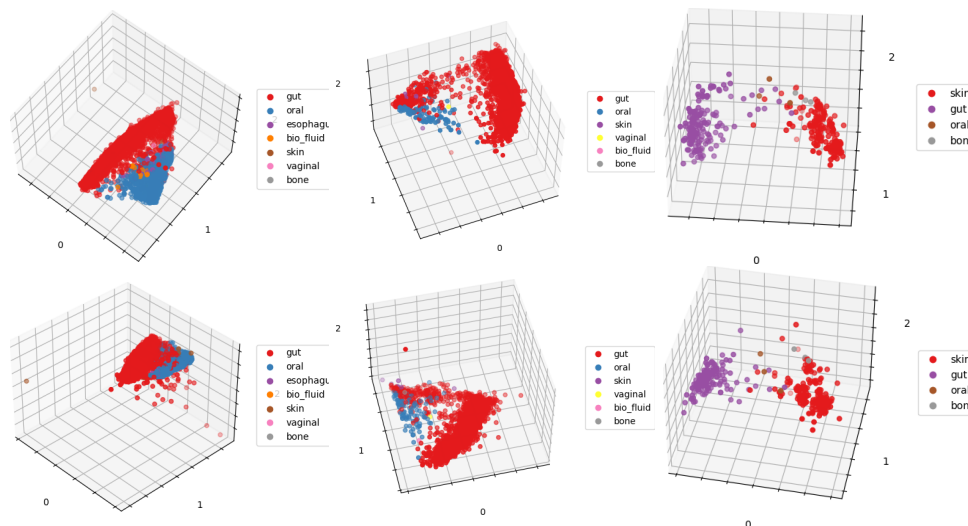 gut
oral
esophagu
bio_fluid
skin
vaginal
bone
0
1
2
gut
oral
skin
vaginal
bio_fluid
bone
1
0
2
skin
gut
oral
bone
1
0
gut
oral
esophagu
bio_fluid
skin
vaginal
bone
0
1
2
gut
oral
skin
vaginal
bio_fluid
bone
1
0
2
skin
gut
oral
bone
1
0